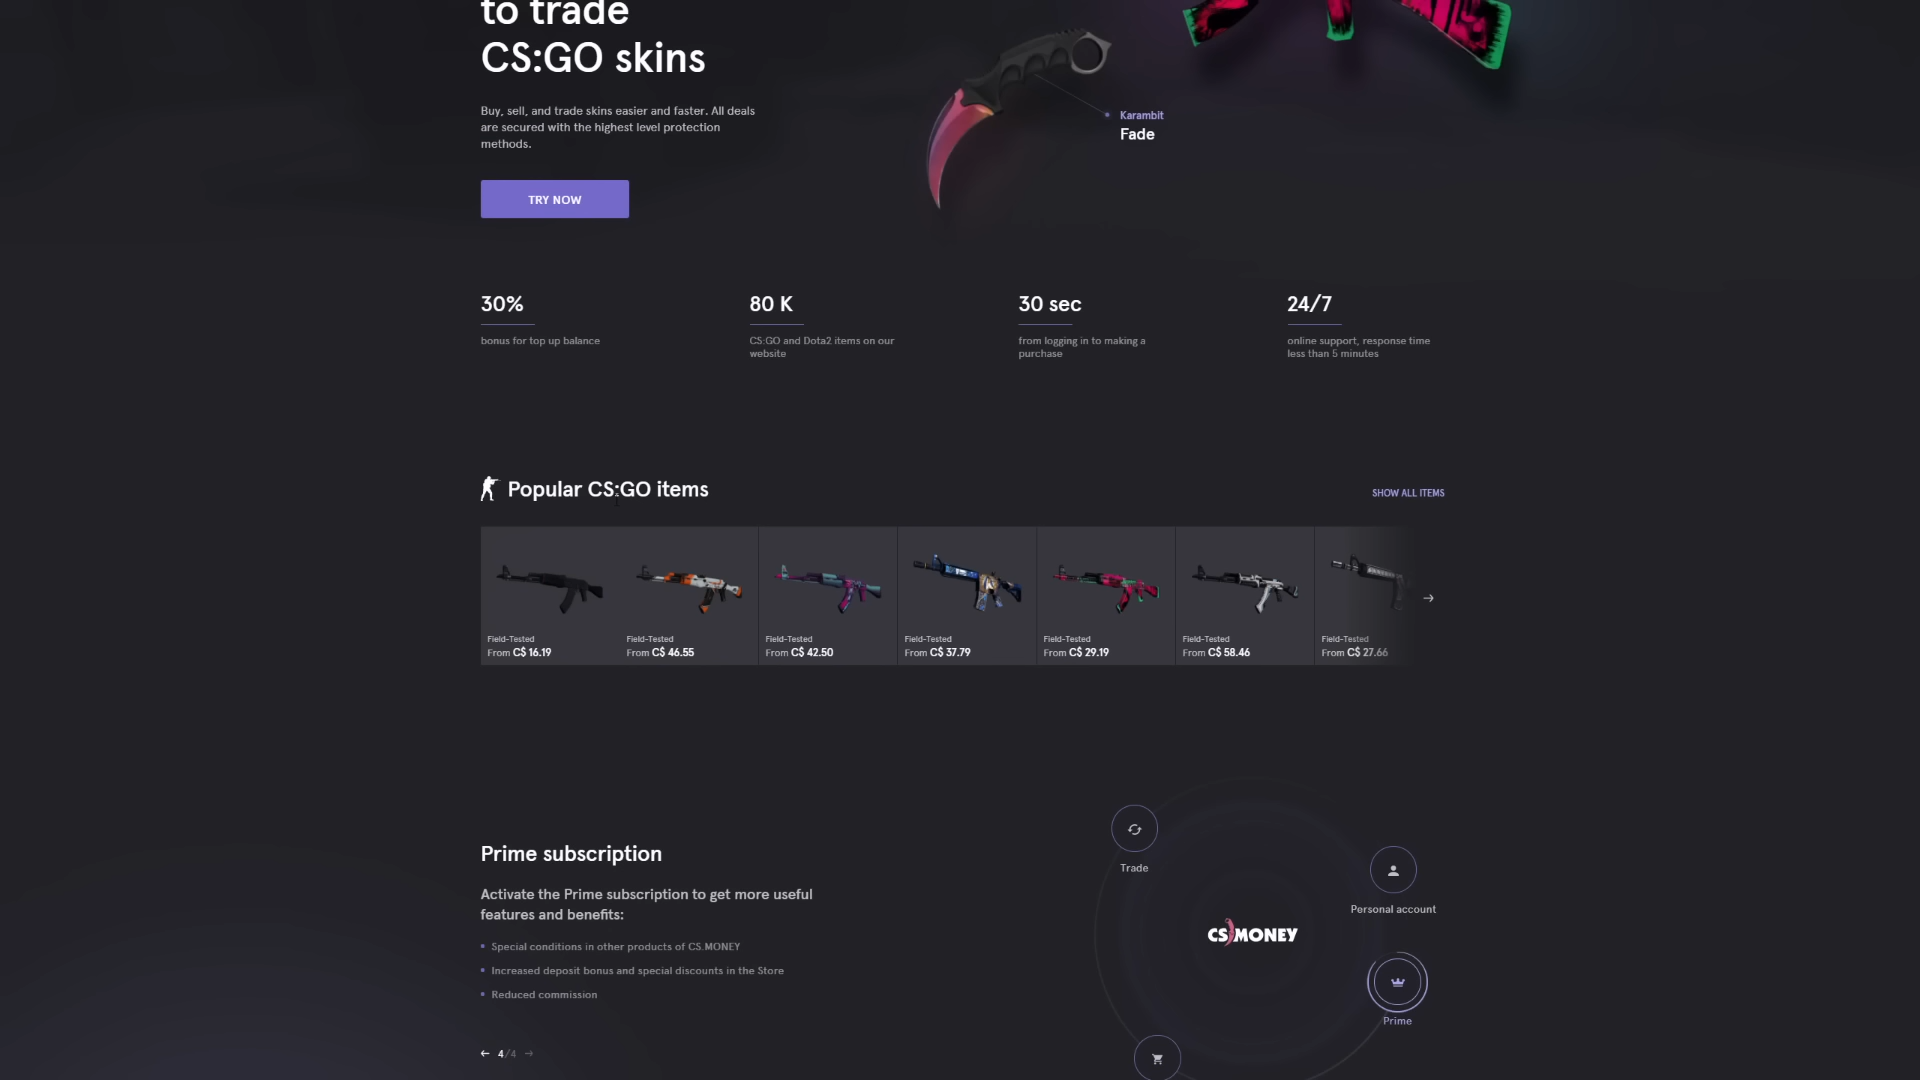 to trade
CS:GO skins
Buy, sell, and trade skins easier and faster. All deals
are secured with the highest level protection
methods.
TRY NOW
Karambit
Fade
30%
bonus for top up balance
80 K
CS:GO and Dota2 items on our
website
30 sec
from logging in to making a
purchase
24/7
online support, response time
less than 5 minutes
Popular CS:GO items
SHOW ALL ITEMS
Field-Tested
From C$ 16.19
Field-Tested
From C$ 46.55
Field-Tested
From C$ 42.50
Field-Tested
From C$ 37.79
Field-Tested
From C$ 29.19
Field-Tested
From C$ 58.46
Field-Tested
From C$ 27.66
Prime subscription
Activate the Prime subscription to get more useful
features and benefits:
Special conditions in other products of CS.MONEY
Increased deposit bonus and special discounts in the Store
Reduced commission
4/4
Trade
Personal account
CS MONEY
Prime